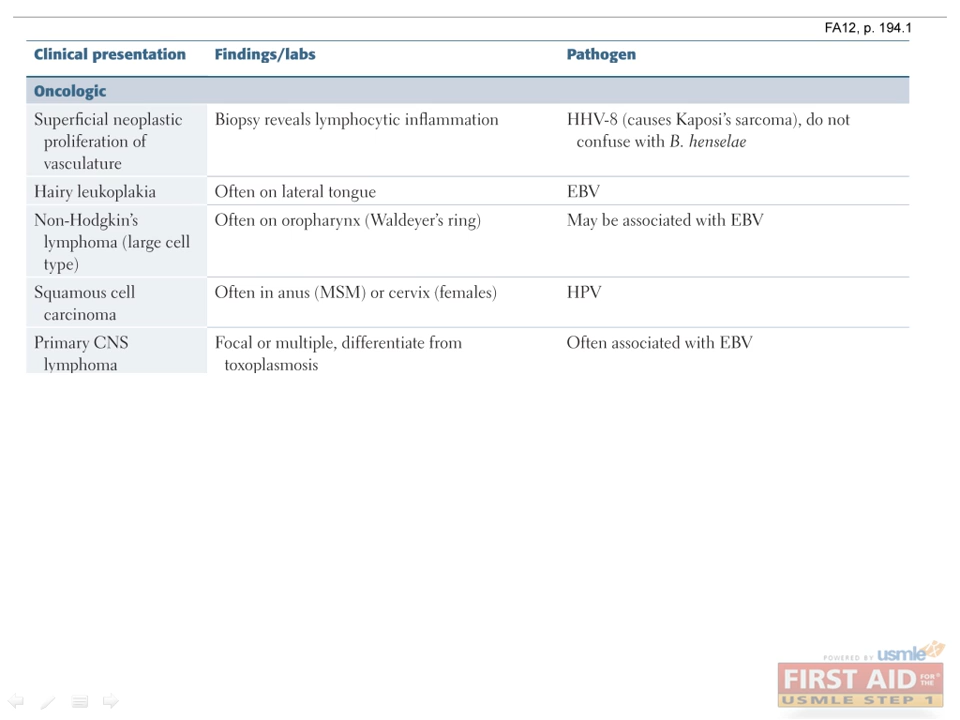 FA12, p. 194.1
Clinical presentation Findings/labs Pathogen
Oncologic
Superficial neoplastic Biopsy reveals lymphocytic inflammation HHV-8 (causes Kaposi’s sarcoma), do not
proliferation of confuse with B. henselae
vasculature
Hairy leukoplakia Often on lateral tongue EBV
Non-Hodgkin’s Often on oropharynx (Waldeyer’s ring) May be associated with EBV
lymphoma (large cell
type)
Squamous cell Often in anus (MSM) or cervix (females) HPV
carcinoma
Primary CNS Focal or multiple, differentiate from Often associated with EBV
lymphoma toxoplasmosis
POWERED BY usmle
FIRST AID FOR THE
USMLE STEP 1